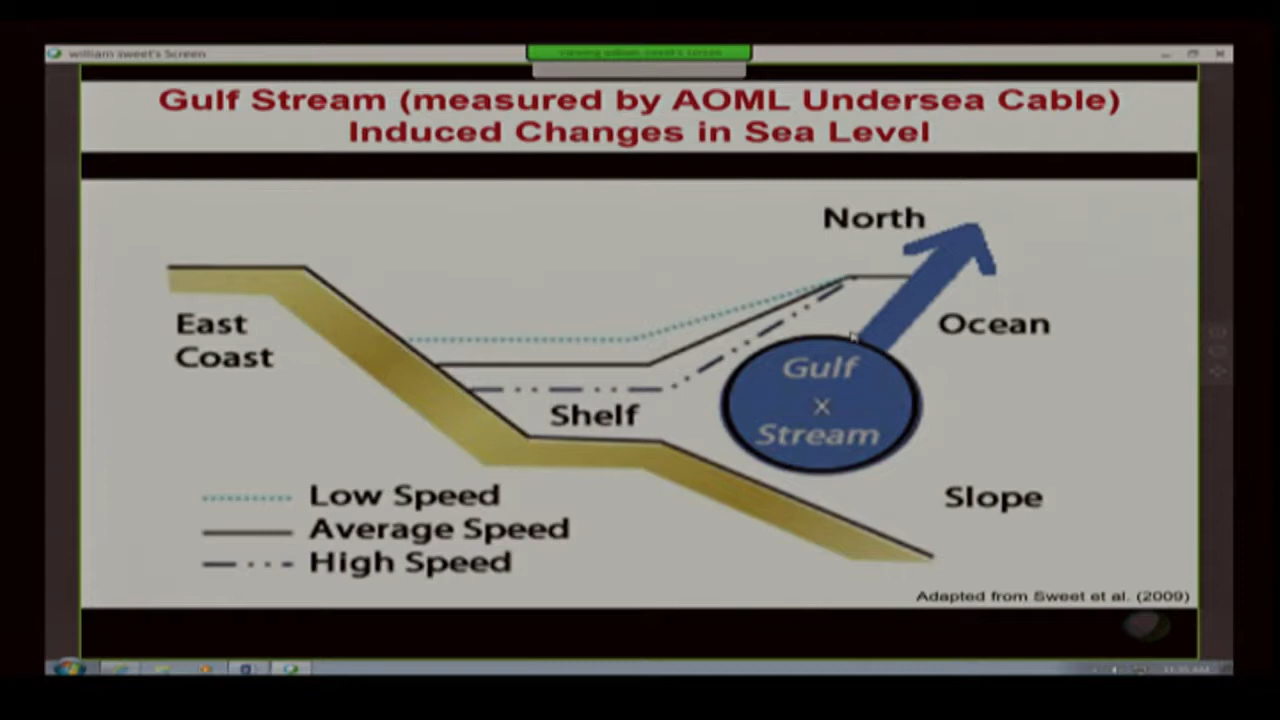 william sweet's Screen
viewing william sweet's screen
Gulf Stream (measured by AOML Undersea Cable)
Induced Changes in Sea Level
North
East
Coast
Ocean
Gulf
x
Stream
Shelf
Slope
Low Speed
Average Speed
High Speed
Adapted from Sweet et al. (2009)